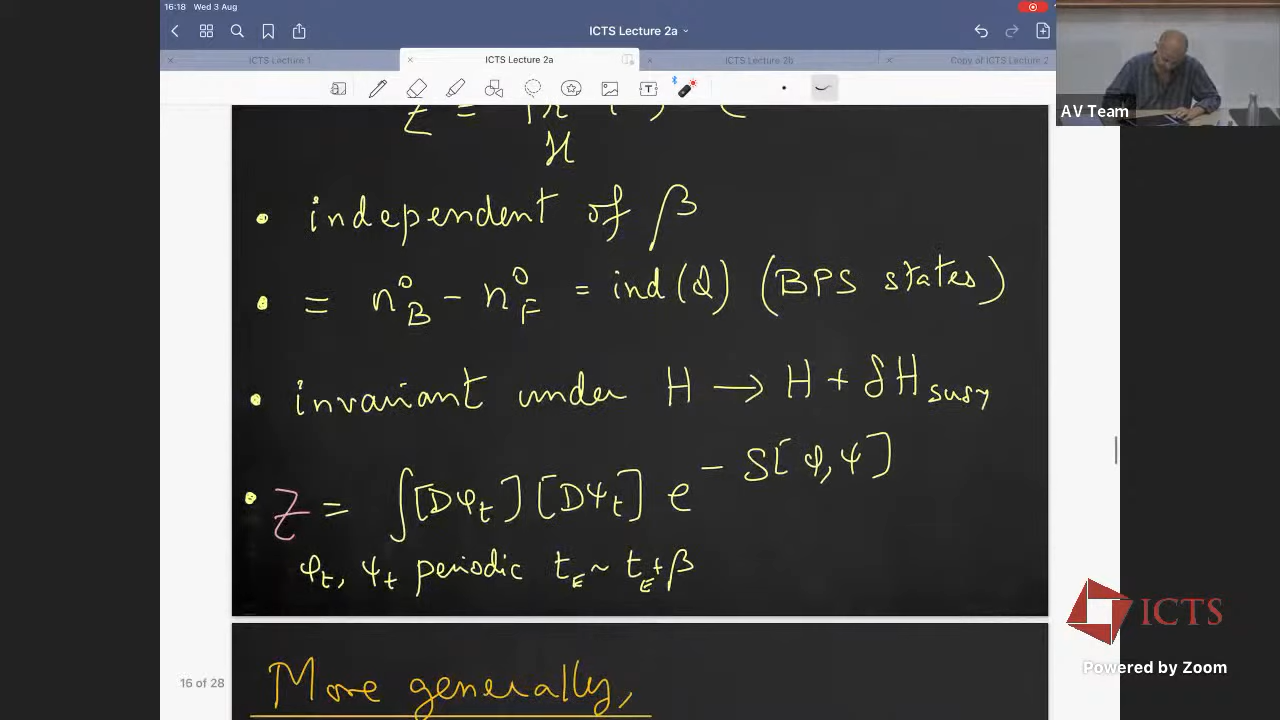 16:18 Wed 3 Aug
ICTS Lecture 2a
ICTS Lecture 1
ICTS Lecture 2a
ICTS Lecture 2b
Copy of ICTS Lecture 2
AV Team
Z =
H
• independent of β
• = n⁰_B - n⁰_F = ind (Q) (BPS states)
• invariant under H → H + δH_susy
• Z = ∫ [Dφ_t] [Dψ_t] e^{- S[φ, ψ]}
φ_t, ψ_t periodic t_E ~ t_E + β
16 of 28
More generally,
ICTS
Powered by Zoom